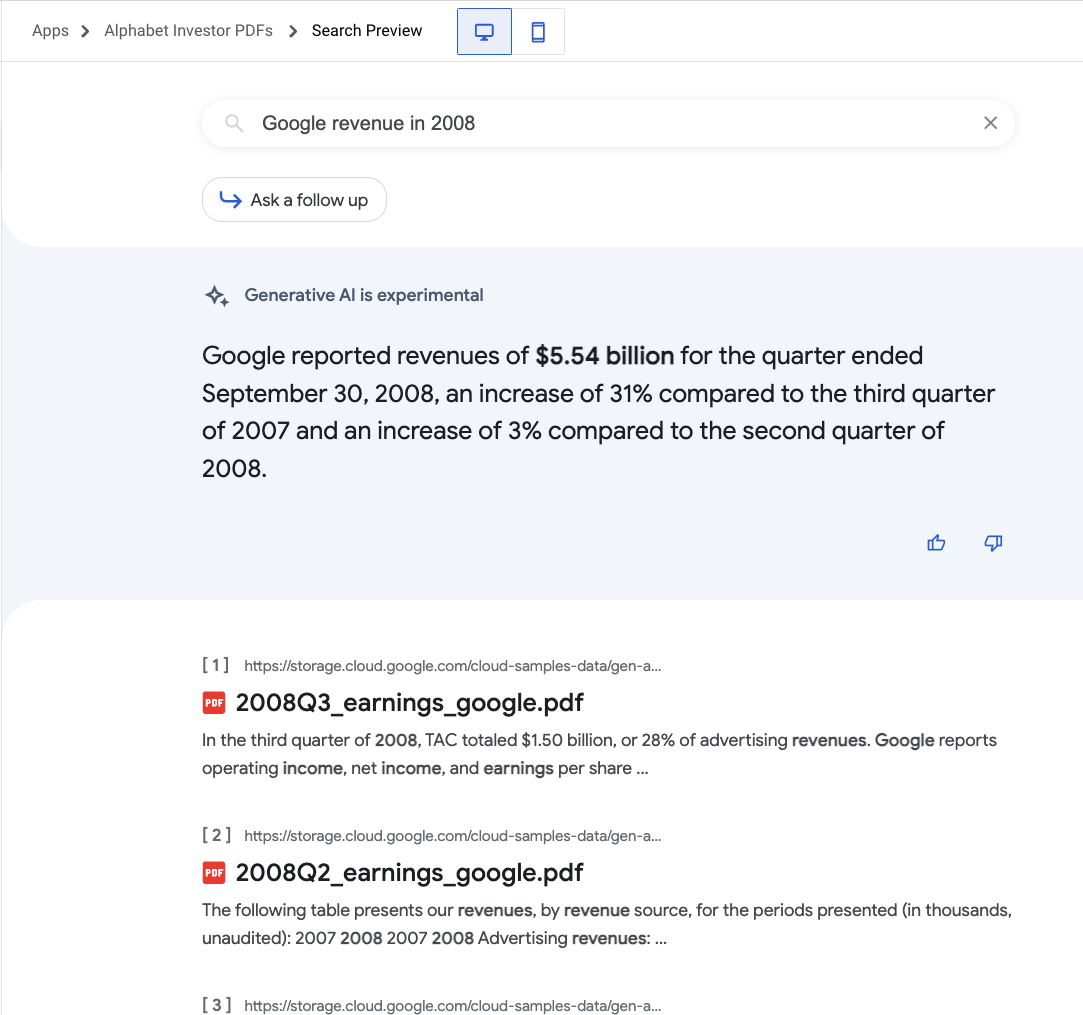 Apps > Alphabet Investor PDFs > Search Preview
Google revenue in 2008
Ask a follow up
Generative AI is experimental
Google reported revenues of $5.54 billion for the quarter ended
September 30, 2008, an increase of 31% compared to the third quarter
of 2007 and an increase of 3% compared to the second quarter of
2008.
[ 1 ] https://storage.cloud.google.com/cloud-samples-data/gen-a...
PDF 2008Q3_earnings_google.pdf
In the third quarter of 2008, TAC totaled $1.50 billion, or 28% of advertising revenues. Google reports
operating income, net income, and earnings per share ...
[ 2 ] https://storage.cloud.google.com/cloud-samples-data/gen-a...
PDF 2008Q2_earnings_google.pdf
The following table presents our revenues, by revenue source, for the periods presented (in thousands,
unaudited): 2007 2008 2007 2008 Advertising revenues: ...
[ 3 ] https://storage.cloud.google.com/cloud-samples-data/gen-a...